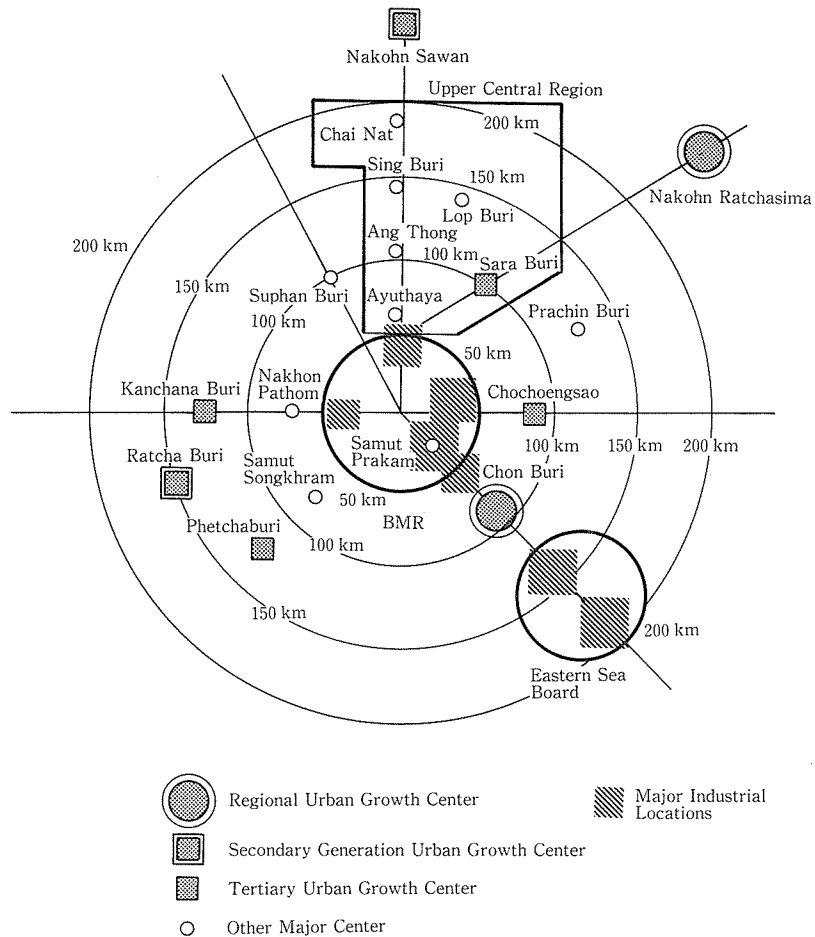 Nakohn Sawan
Upper Central Region
200 km
Chai Nat
Sing Buri
150 km
Nakohn Ratchasima
Lop Buri
Ang Thong
200 km
100 km
Sara Buri
150 km
Suphan Buri
Ayuthaya
Prachin Buri
100 km
50 km
Kanchana Buri
Nakhon
Pathom
Chochoengsao
Ratcha Buri
Samut
Prakam
100 km
150 km
200 km
Samut
Songkhram
Chon Buri
50 km
BMR
Phetchaburi
100 km
150 km
200 km
Eastern Sea
Board
Regional Urban Growth Center
Major Industrial
Locations
Secondary Generation Urban Growth Center
Tertiary Urban Growth Center
Other Major Center